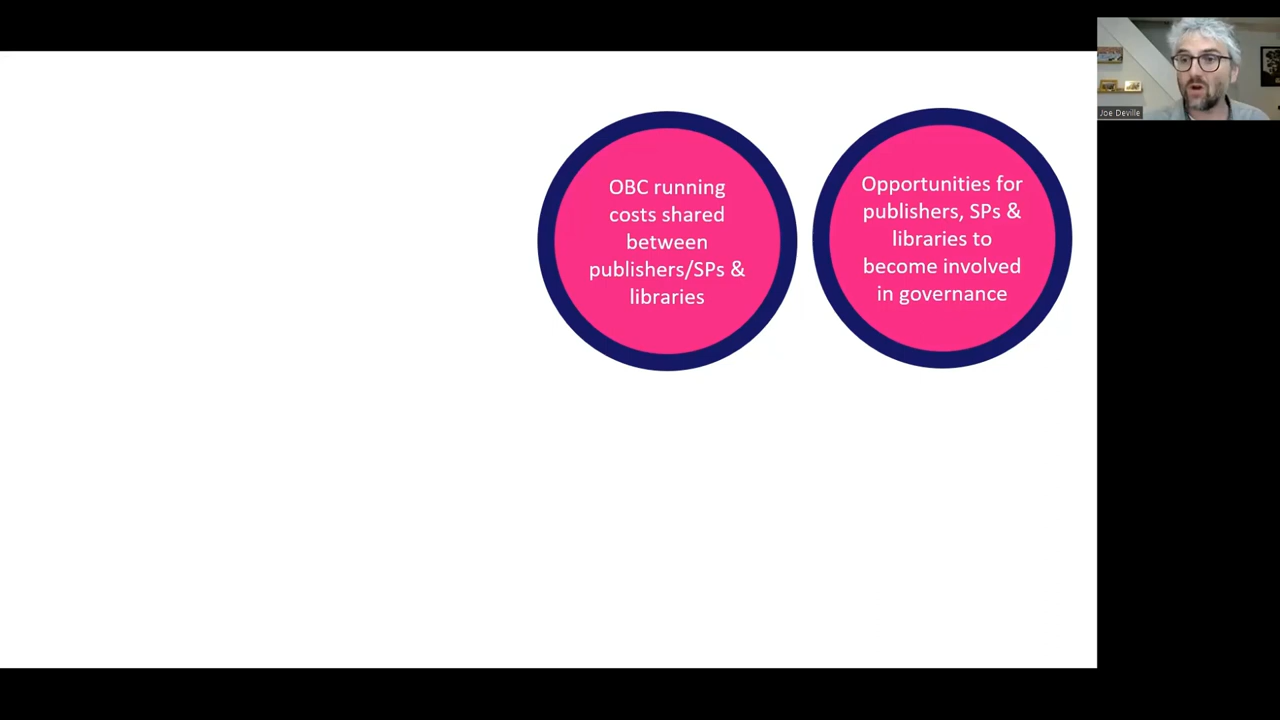 OBC running
costs shared
between
publishers/SPs &
libraries
Opportunities for
publishers, SPs &
libraries to
become involved
in governance
Joe Deville